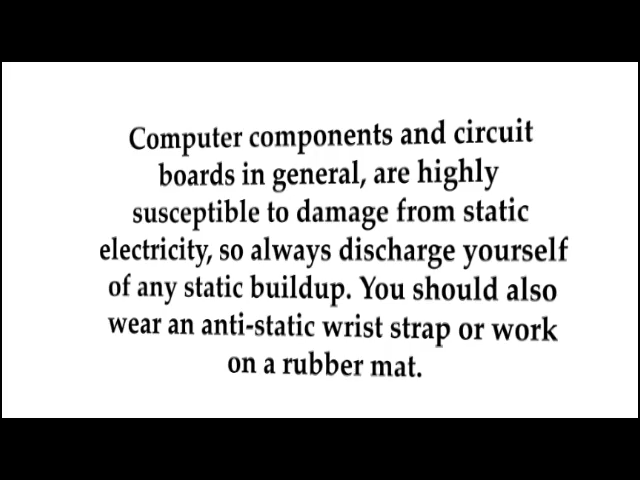 Computer components and circuit
boards in general, are highly
susceptible to damage from static
electricity, so always discharge yourself
of any static buildup. You should also
wear an anti-static wrist strap or work
on a rubber mat.